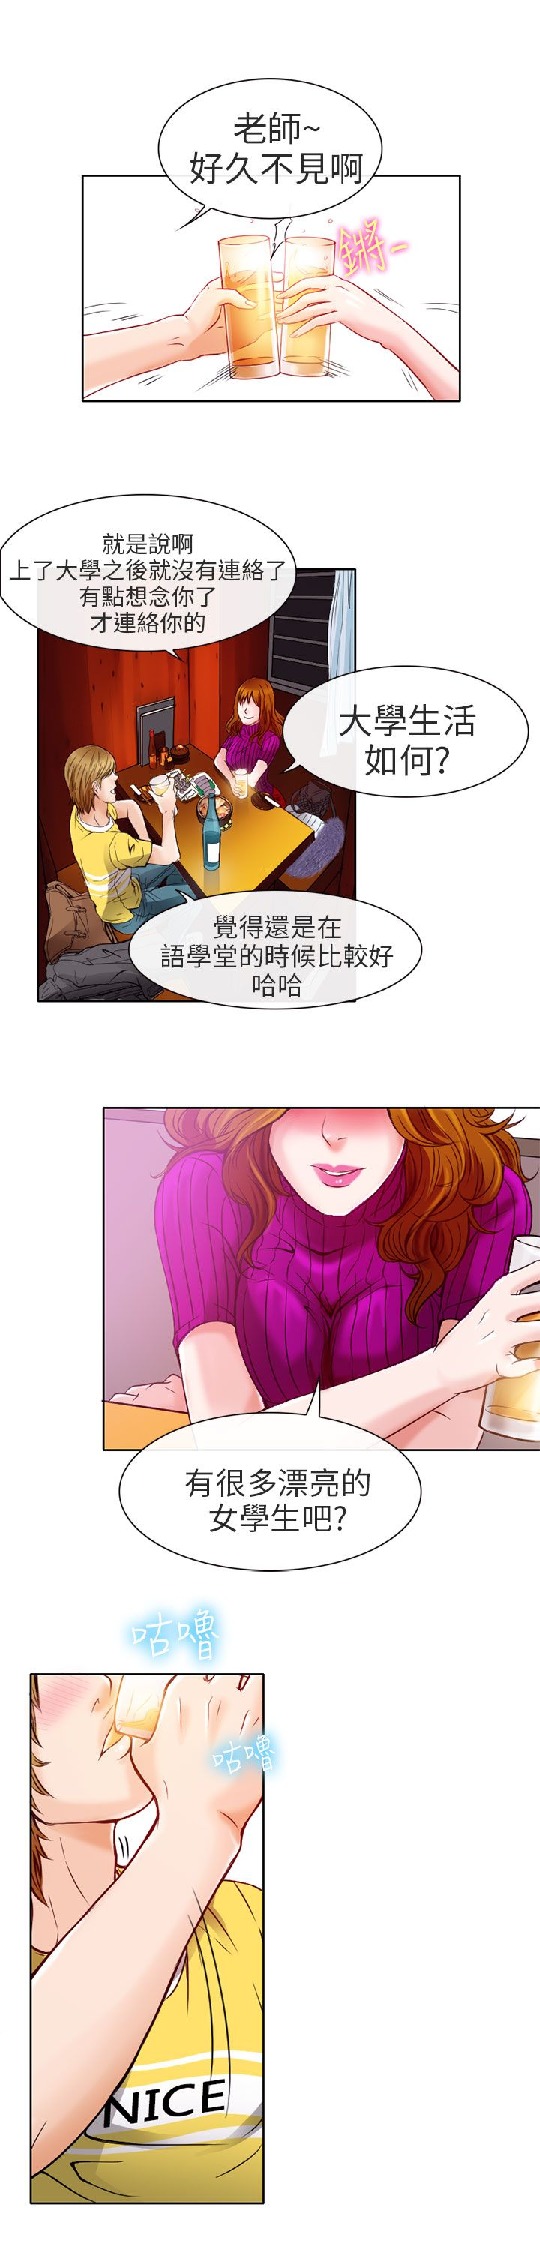 老師~
好久不見啊
鏘-
就是說啊
上了大學之後就沒有連絡了
有點想念你了
才連絡你的
大學生活
如何?
覺得還是在
語學堂的時候比較好
哈哈
有很多漂亮的
女學生吧?
咕嚕
咕嚕
NICE